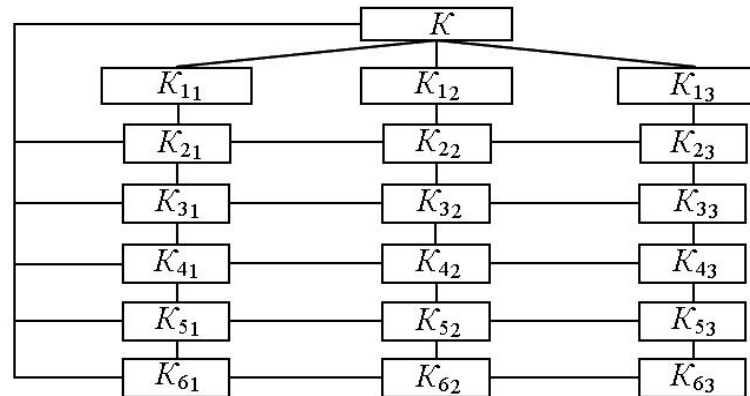 K
K₁₁ K₁₂ K₁₃
K₂₁ K₂₂ K₂₃
K₃₁ K₃₂ K₃₃
K₄₁ K₄₂ K₄₃
K₅₁ K₅₂ K₅₃
K₆₁ K₆₂ K₆₃